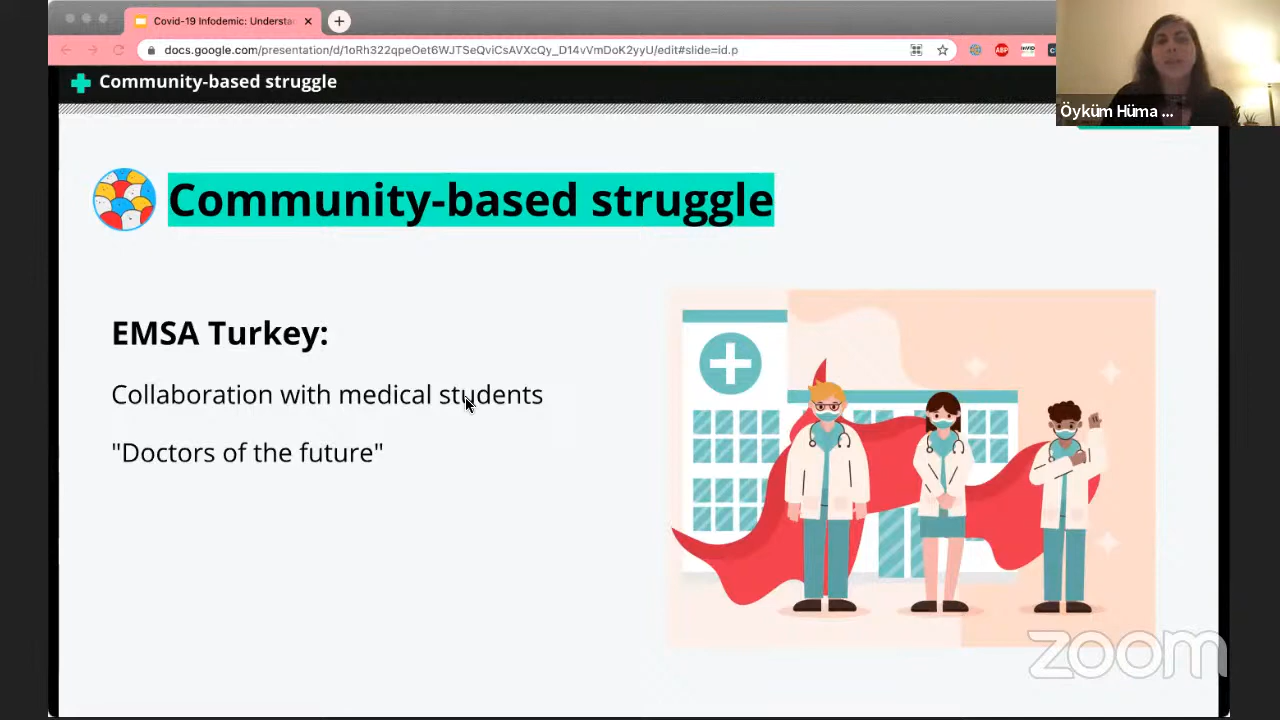 Covid-19 Infodemic: Understa
docs.google.com/presentation/d/1oRh322qpeOet6WJTSeQviCsAVXcQy_D14vVmDoK2yyU/edit#slide=id.p
ABP
Community-based struggle
Öyküm Hüma ...
Community-based struggle
EMSA Turkey:
Collaboration with medical students
"Doctors of the future"
zoom